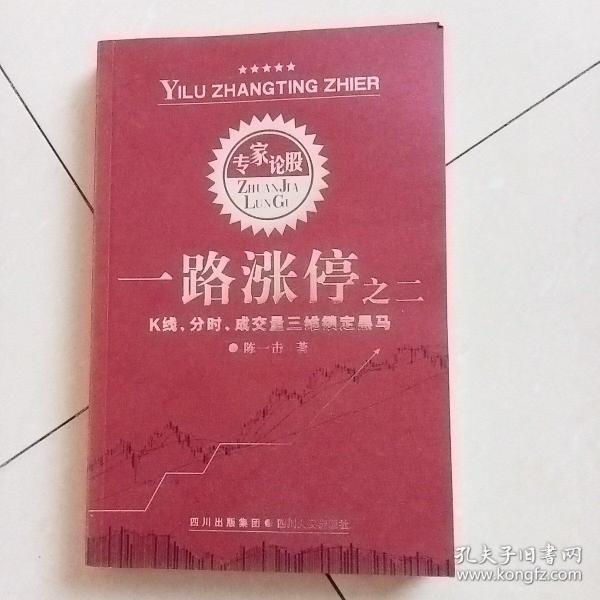 ★★★★★
YILU ZHANGTING ZHIER
专家论股
ZHUANJIA
LUNGU
一路涨停之二
K线、分时、成交量三维锁定黑马
●陈一击 著
四川出版集团 四川人民出版社
孔夫子旧书网
www.kongfz.com